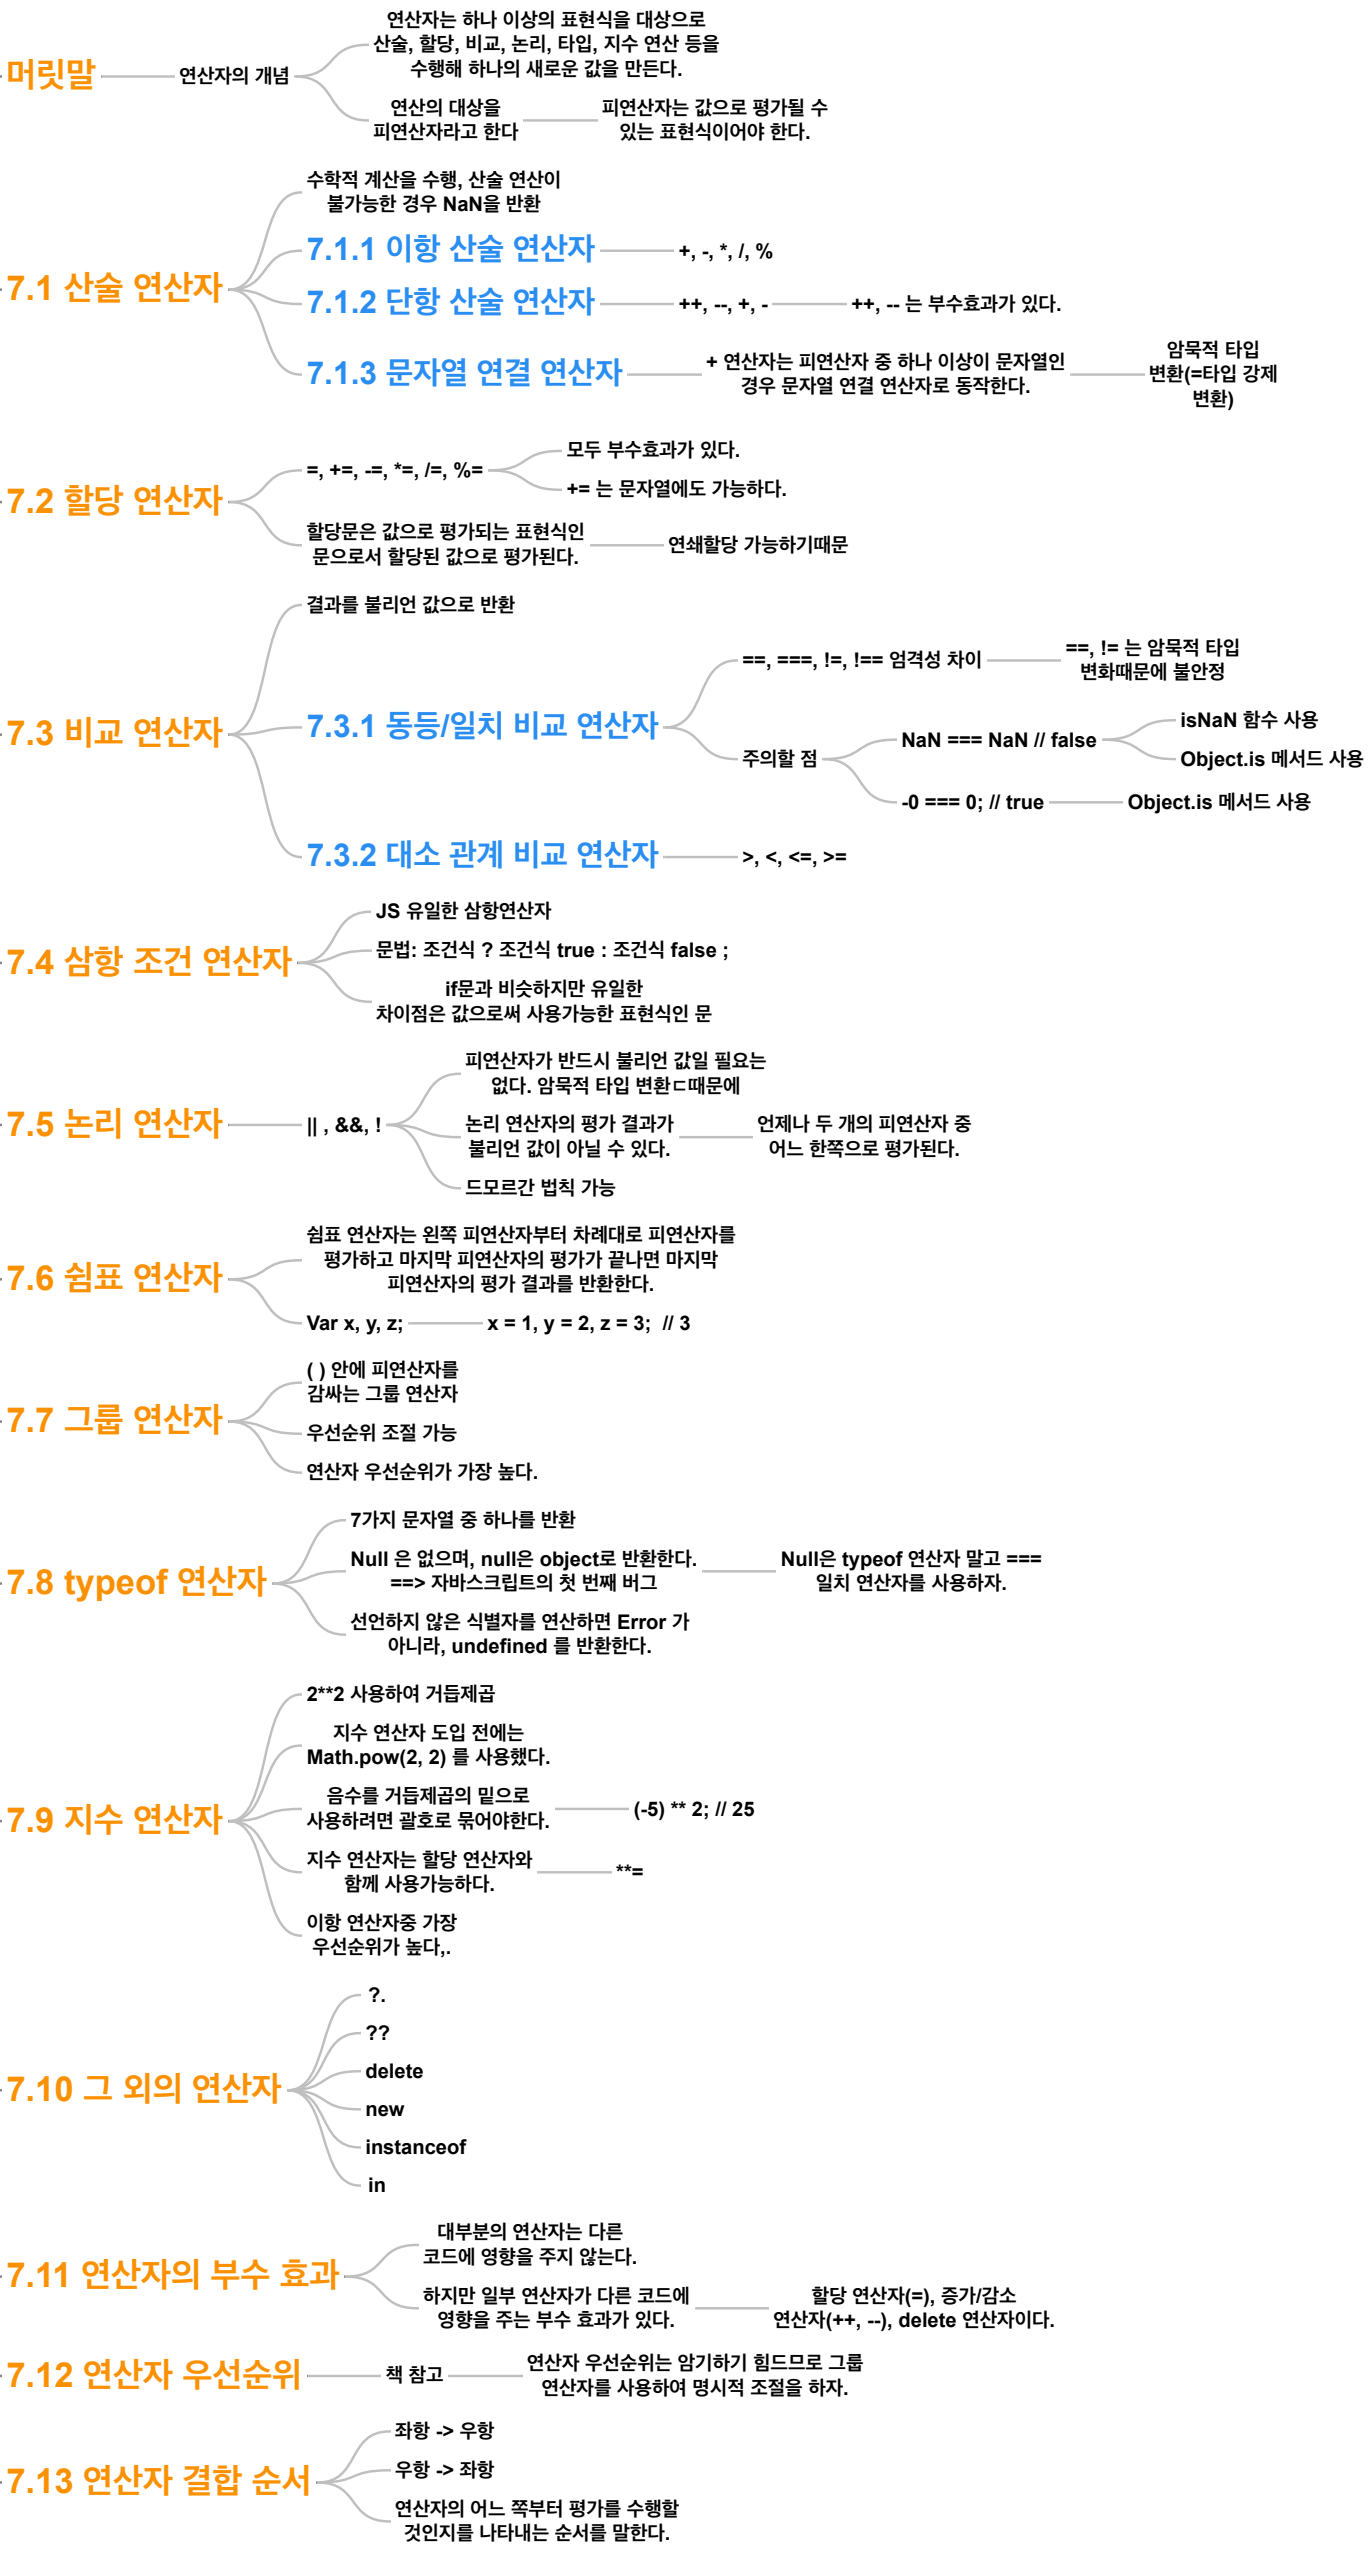 머릿말
연산자의 개념
연산자는 하나 이상의 표현식을 대상으로
산술, 할당, 비교, 논리, 타입, 지수 연산 등을
수행해 하나의 새로운 값을 만든다.
연산의 대상을
피연산자라고 한다
피연산자는 값으로 평가될 수
있는 표현식이어야 한다.
7.1 산술 연산자
수학적 계산을 수행, 산술 연산이
불가능한 경우 NaN을 반환
7.1.1 이항 산술 연산자
+, -, *, /, %
7.1.2 단항 산술 연산자
++, --, +, -
++, -- 는 부수효과가 있다.
7.1.3 문자열 연결 연산자
+ 연산자는 피연산자 중 하나 이상이 문자열인
경우 문자열 연결 연산자로 동작한다.
암묵적 타입
변환(=타입 강제
변환)
7.2 할당 연산자
=, +=, -=, *=, /=, %=
모두 부수효과가 있다.
+= 는 문자열에도 가능하다.
할당문은 값으로 평가되는 표현식인
문으로서 할당된 값으로 평가된다.
연쇄할당 가능하기때문
7.3 비교 연산자
결과를 불리언 값으로 반환
7.3.1 동등/일치 비교 연산자
==, ===, !=, !== 엄격성 차이
==, != 는 암묵적 타입
변화때문에 불안정
주의할 점
NaN === NaN // false
isNaN 함수 사용
Object.is 메서드 사용
-0 === 0; // true
Object.is 메서드 사용
7.3.2 대소 관계 비교 연산자
>, <, <=, >=
7.4 삼항 조건 연산자
JS 유일한 삼항연산자
문법: 조건식 ? 조건식 true : 조건식 false ;
if문과 비슷하지만 유일한
차이점은 값으로써 사용가능한 표현식인 문
7.5 논리 연산자
|| , &&, !
피연산자가 반드시 불리언 값일 필요는
없다. 암묵적 타입 변환ㄷ때문에
논리 연산자의 평가 결과가
불리언 값이 아닐 수 있다.
언제나 두 개의 피연산자 중
어느 한쪽으로 평가된다.
드모르간 법칙 가능
7.6 쉼표 연산자
쉼표 연산자는 왼쪽 피연산자부터 차례대로 피연산자를
평가하고 마지막 피연산자의 평가가 끝나면 마지막
피연산자의 평가 결과를 반환한다.
Var x, y, z;
x = 1, y = 2, z = 3;  // 3
7.7 그룹 연산자
( ) 안에 피연산자를
감싸는 그룹 연산자
우선순위 조절 가능
연산자 우선순위가 가장 높다.
7.8 typeof 연산자
7가지 문자열 중 하나를 반환
Null 은 없으며, null은 object로 반환한다.
==> 자바스크립트의 첫 번째 버그
Null은 typeof 연산자 말고 ===
일치 연산자를 사용하자.
선언하지 않은 식별자를 연산하면 Error 가
아니라, undefined 를 반환한다.
7.9 지수 연산자
2**2 사용하여 거듭제곱
지수 연산자 도입 전에는
Math.pow(2, 2) 를 사용했다.
음수를 거듭제곱의 밑으로
사용하려면 괄호로 묶어야한다.
(-5) ** 2; // 25
지수 연산자는 할당 연산자와
함께 사용가능하다.
**=
이항 연산자중 가장
우선순위가 높다,.
7.10 그 외의 연산자
?.
??
delete
new
instanceof
in
7.11 연산자의 부수 효과
대부분의 연산자는 다른
코드에 영향을 주지 않는다.
하지만 일부 연산자가 다른 코드에
영향을 주는 부수 효과가 있다.
할당 연산자(=), 증가/감소
연산자(++, --), delete 연산자이다.
7.12 연산자 우선순위
책 참고
연산자 우선순위는 암기하기 힘드므로 그룹
연산자를 사용하여 명시적 조절을 하자.
7.13 연산자 결합 순서
좌항 -> 우항
우항 -> 좌항
연산자의 어느 쪽부터 평가를 수행할
것인지를 나타내는 순서를 말한다.